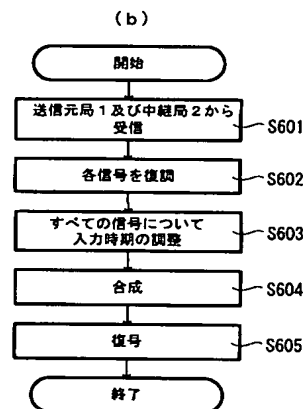 (b)
開始
送信元局1及び中継局2から
受信
S601
各信号を復調
S602
すべての信号について
入力時期の調整
S603
合成
S604
復号
S605
終了